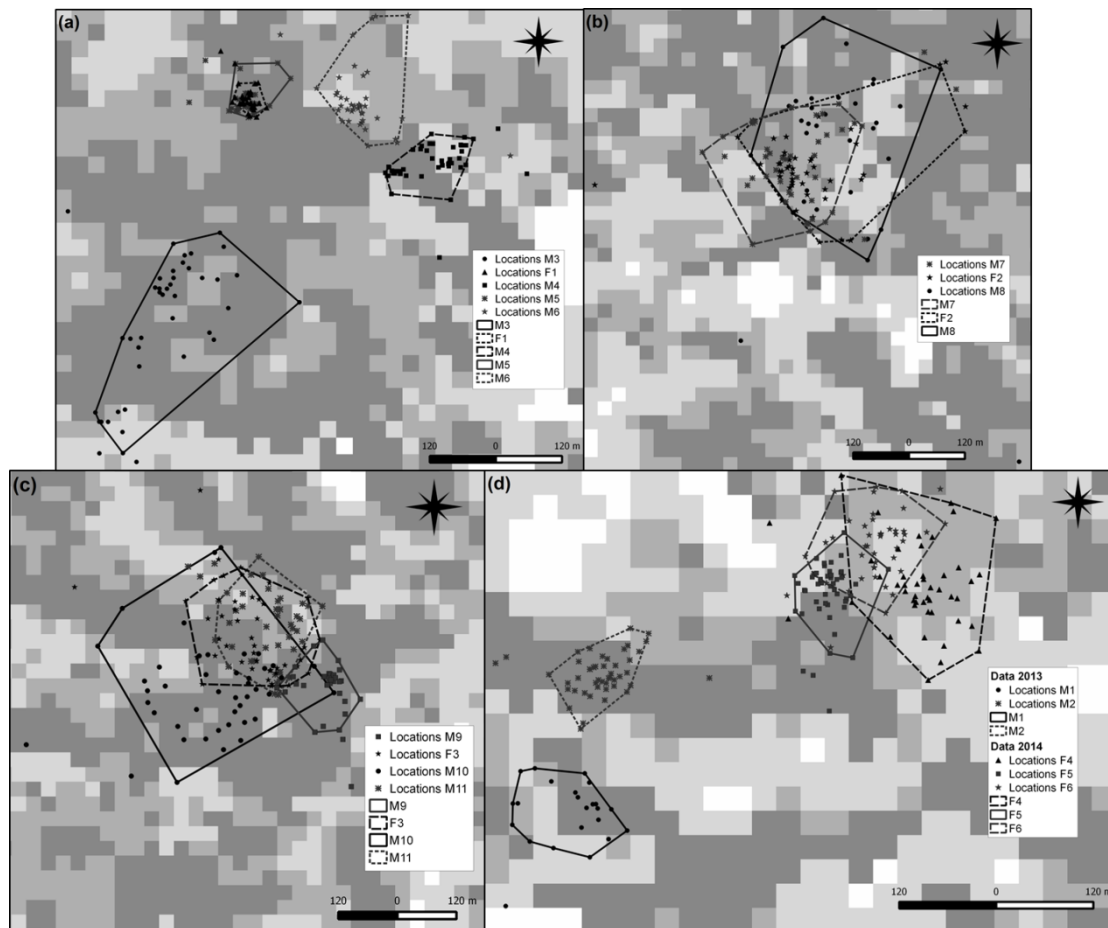 (a)
Locations M3
Locations F1
Locations M4
Locations M5
Locations M6
M3
F1
M4
M5
M6
120 0 120 m
(b)
Locations M7
Locations F2
Locations M8
M7
F2
M8
120 0 120 m
(c)
Locations M9
Locations F3
Locations M10
Locations M11
M9
F3
M10
M11
120 0 120 m
(d)
Data 2013
Locations M1
Locations M2
M1
M2
Data 2014
Locations F4
Locations F5
Locations F6
F4
F5
F6
120 0 120 m